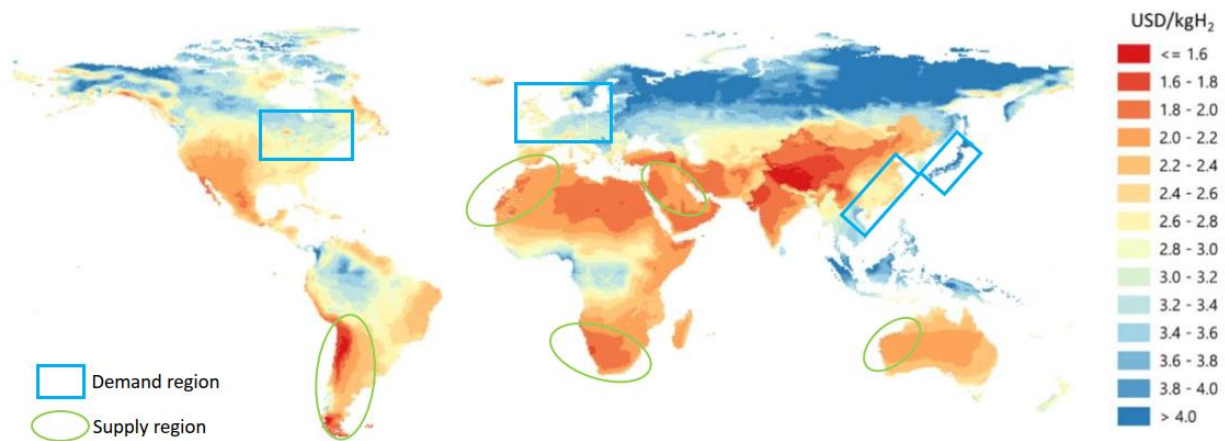 USD/kgH₂
<= 1.6
1.6 - 1.8
1.8 - 2.0
2.0 - 2.2
2.2 - 2.4
2.4 - 2.6
2.6 - 2.8
2.8 - 3.0
3.0 - 3.2
3.2 - 3.4
3.4 - 3.6
3.6 - 3.8
3.8 - 4.0
> 4.0
Demand region
Supply region